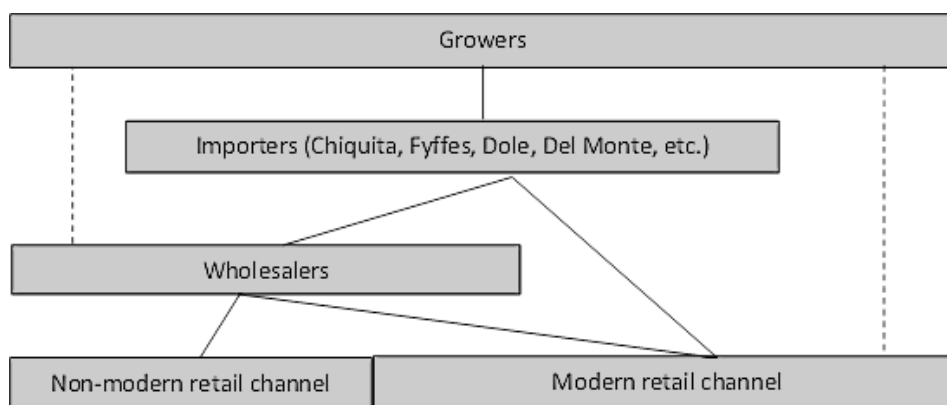 Growers
Importers (Chiquita, Fyffes, Dole, Del Monte, etc.)
Wholesalers
Non-modern retail channel
Modern retail channel